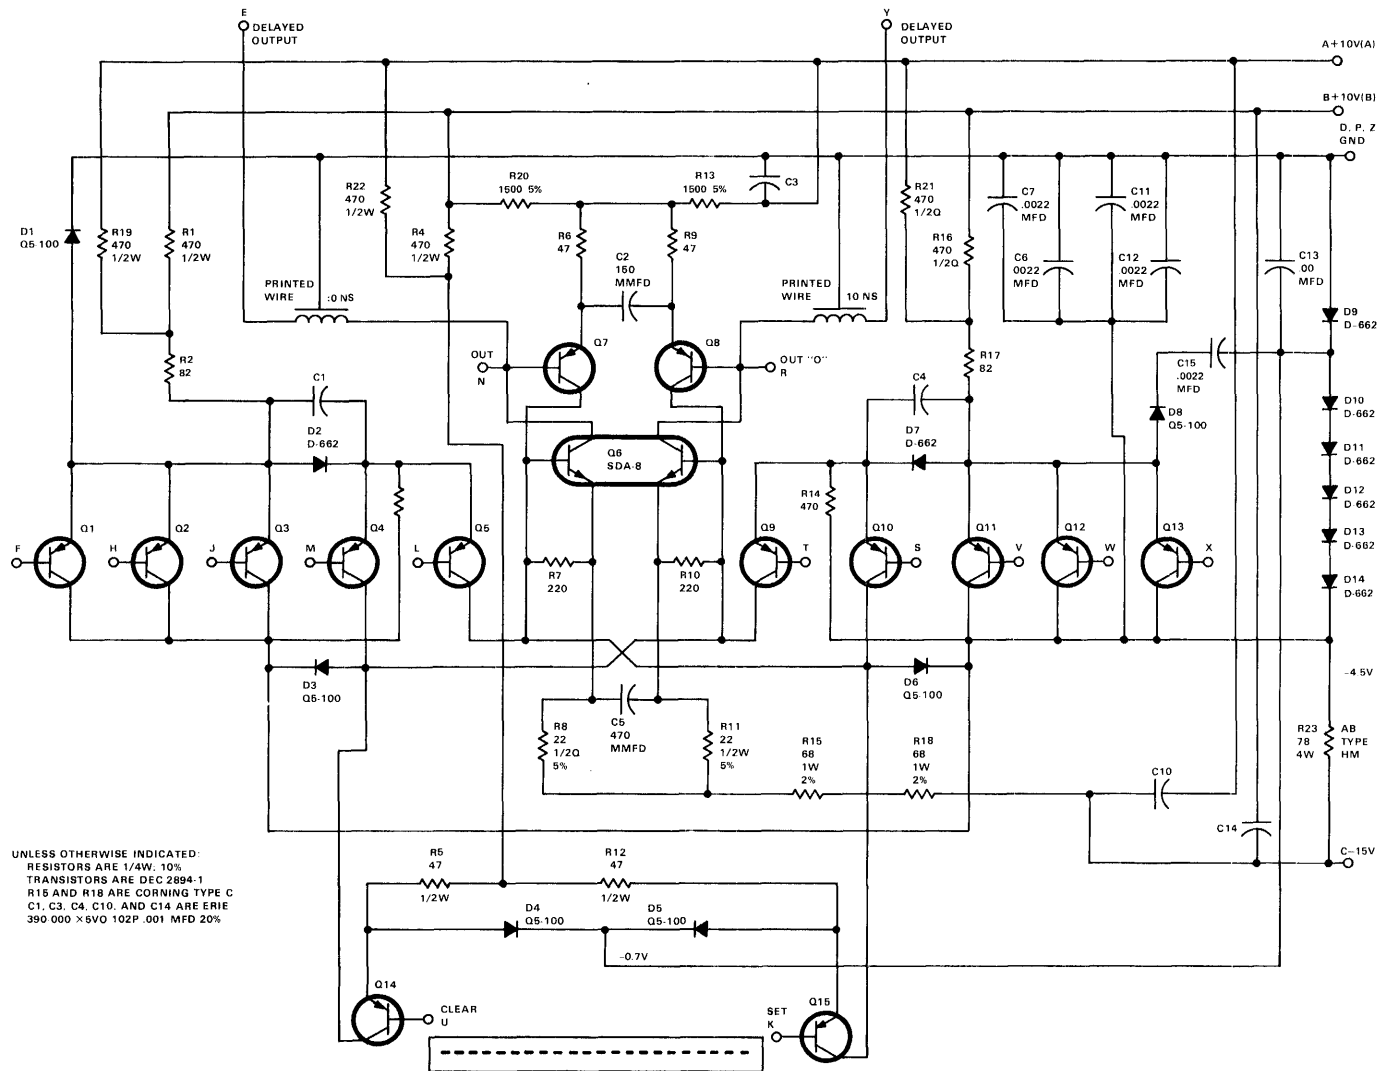 E
DELAYED
OUTPUT
Y
DELAYED
OUTPUT
A+10V(A)
B+10V(B)
D. P. Z
GND
R20
1500 5%
R13
1500 5%
C3
R22
470
1/2W
R21
470
1/2Q
C7
.0022
MFD
C11
.0022
MFD
D1
Q5-100
R19
470
1/2W
R1
470
1/2W
R4
470
1/2W
R6
47
R9
47
C2
150
MMFD
R16
470
1/2Q
C6
0022
MFD
C12
.0022
MFD
C13
.00
MFD
PRINTED
WIRE
:0 NS
PRINTED
WIRE
10 NS
D9
D-662
Q7
Q8
OUT
N
OUT "O"
R
R2
82
R17
82
C15
.0022
MFD
C1
C4
D8
Q5-100
D10
D-662
D2
D-662
D7
D-662
D11
D-662
Q6
SDA-8
R14
470
D12
D-662
F
Q1
H
Q2
J
Q3
M
Q4
L
Q5
Q9
T
Q10
S
Q11
V
Q12
W
Q13
X
D13
D-662
R7
220
R10
220
D14
D-662
D3
Q5-100
D6
Q5-100
-4 5V
C5
470
MMFD
R8
22
1/2Q
5%
R11
22
1/2W
5%
R15
68
1W
2%
R18
68
1W
2%
R23
78
4W
AB
TYPE
HM
C10
C14
C-15V
UNLESS OTHERWISE INDICATED:
RESISTORS ARE 1/4W, 10%
TRANSISTORS ARE DEC 2894-1
R15 AND R18 ARE CORNING TYPE C
C1, C3, C4, C10, AND C14 ARE ERIE
390-000 X5VO 102P .001 MFD 20%
R5
47
1/2W
R12
47
1/2W
D4
Q5-100
D5
Q5-100
-0.7V
Q14
CLEAR
U
SET
K
Q15